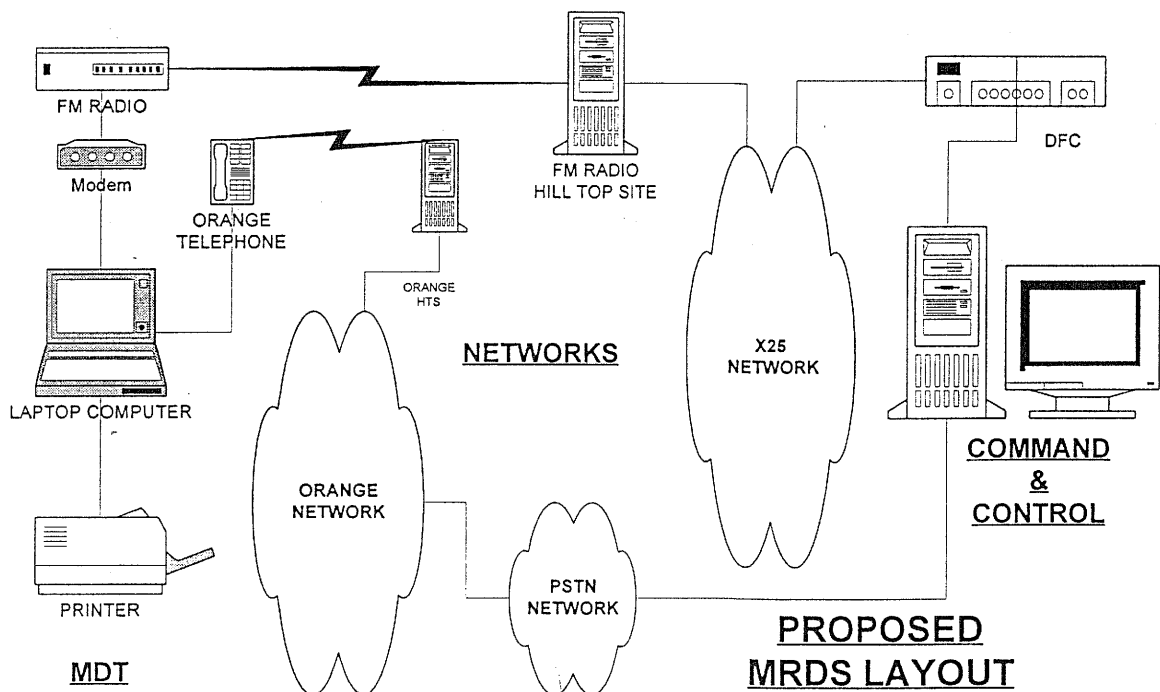 FM RADIO
Modem
ORANGE
TELEPHONE
ORANGE
HTS
FM RADIO
HILL TOP SITE
DFC
LAPTOP COMPUTER
NETWORKS
X25
NETWORK
COMMAND
&
CONTROL
ORANGE
NETWORK
PSTN
NETWORK
PRINTER
MDT
PROPOSED
MRDS LAYOUT